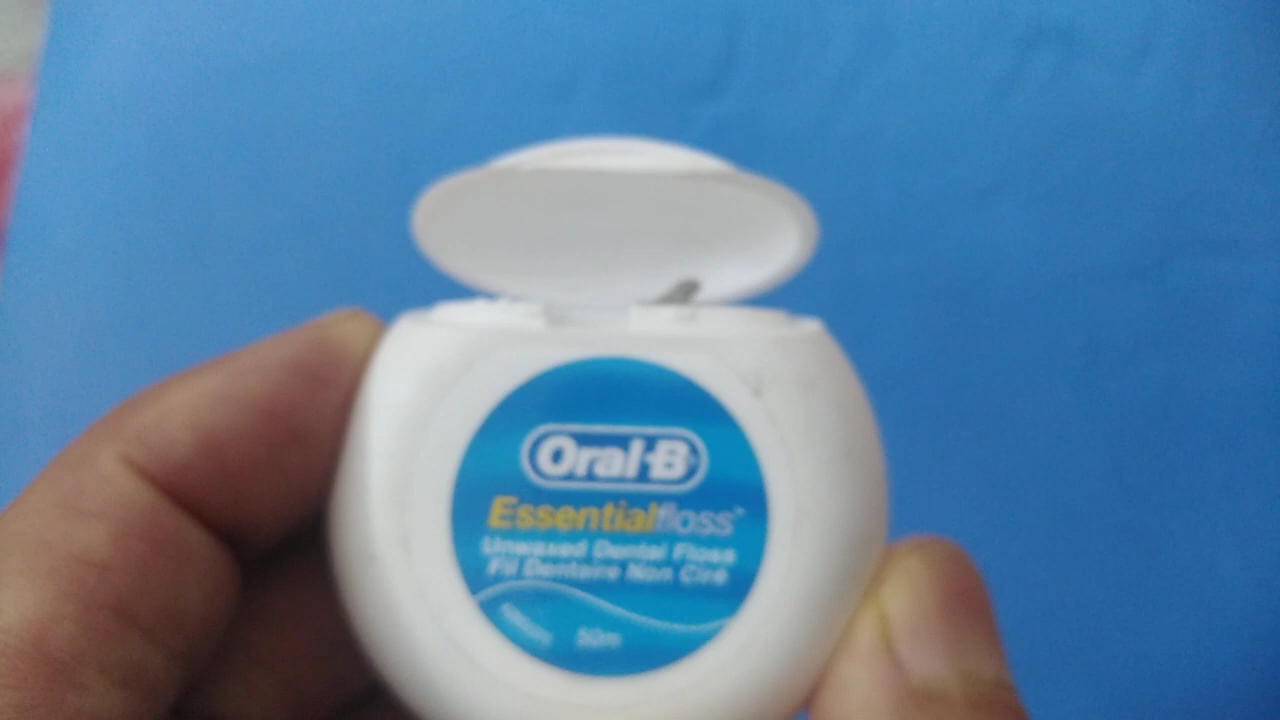 Oral-B
Essentialfloss™
Unwaxed Dental Floss
Fil Dentaire Non Ciré
50m